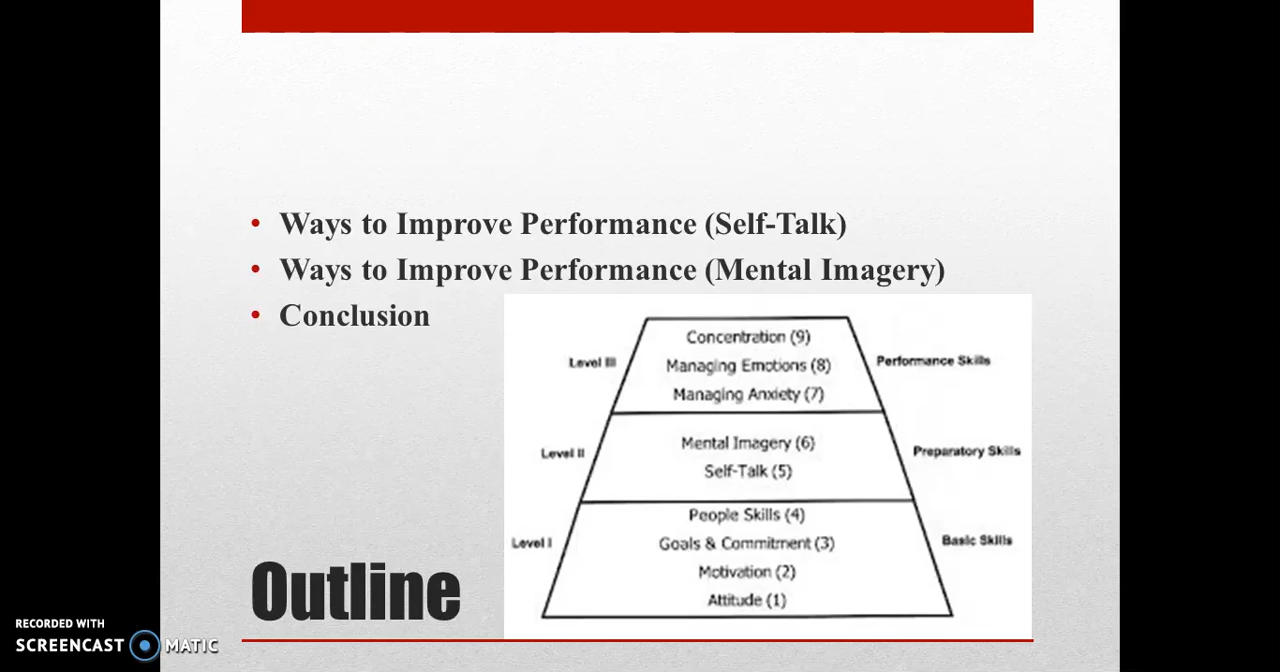 • Ways to Improve Performance (Self-Talk)
• Ways to Improve Performance (Mental Imagery)
• Conclusion
Concentration (9)
Level III
Managing Emotions (8)
Performance Skills
Managing Anxiety (7)
Mental Imagery (6)
Level II
Self-Talk (5)
Preparatory Skills
People Skills (4)
Level I
Goals & Commitment (3)
Basic Skills
Motivation (2)
Attitude (1)
Outline
RECORDED WITH
SCREENCAST MATIC